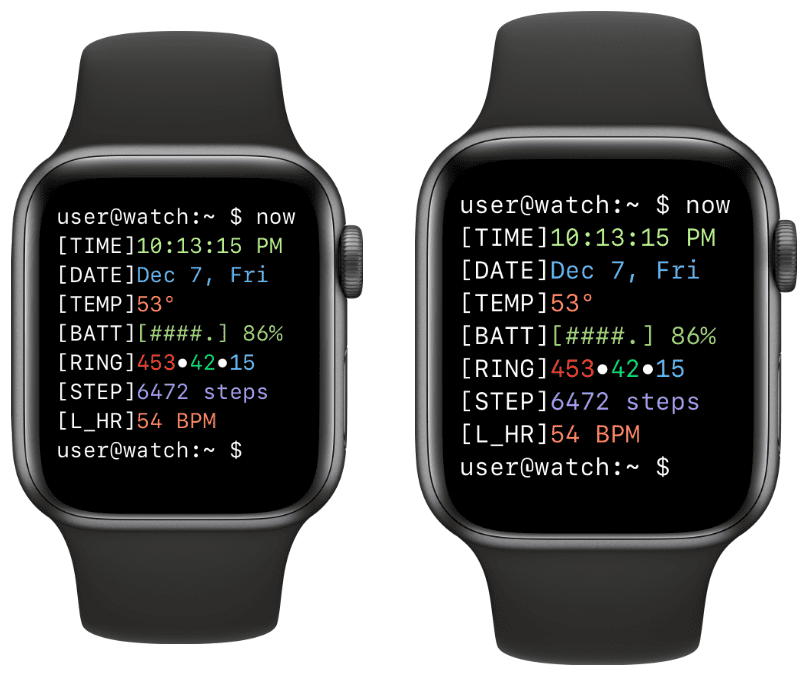 user@watch:~ $ now
[TIME]10:13:15 PM
[DATE]Dec 7, Fri
[TEMP]53°
[BATT][####.] 86%
[RING]453•42•15
[STEP]6472 steps
[L_HR]54 BPM
user@watch:~ $
user@watch:~ $ now
[TIME]10:13:15 PM
[DATE]Dec 7, Fri
[TEMP]53°
[BATT][####.] 86%
[RING]453•42•15
[STEP]6472 steps
[L_HR]54 BPM
user@watch:~ $